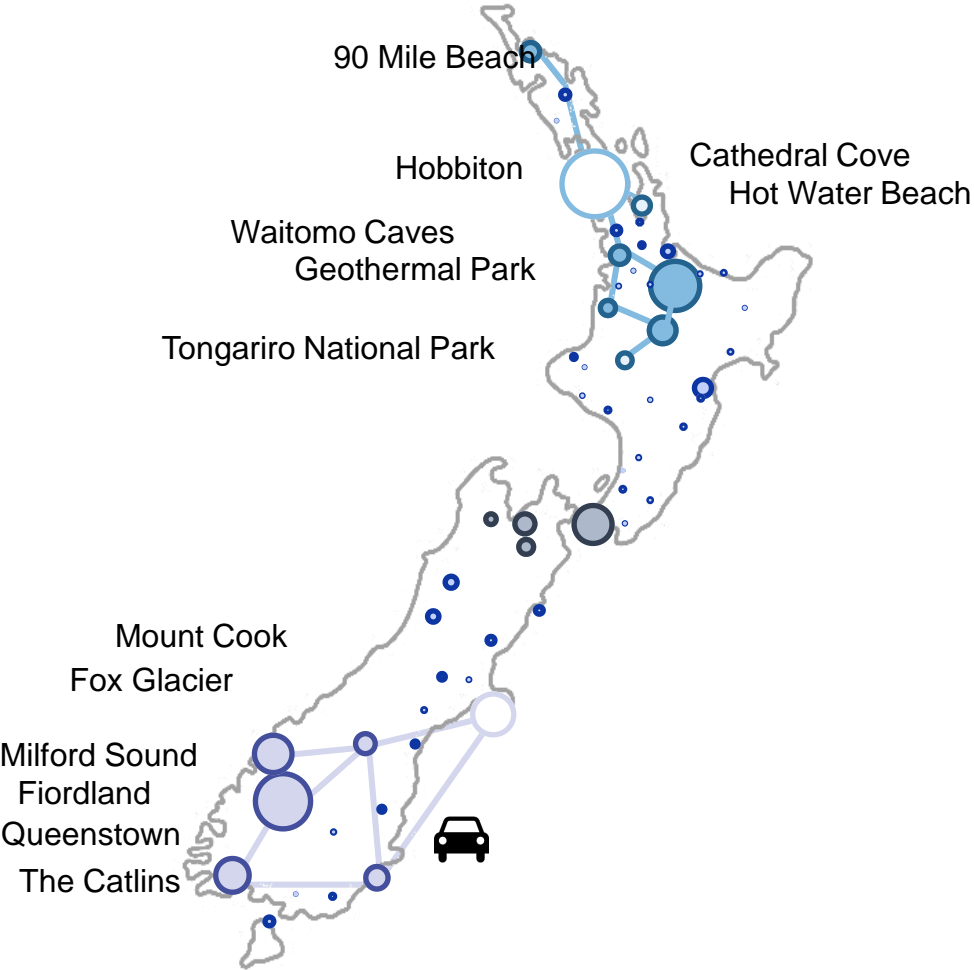 90 Mile Beach
Cathedral Cove
Hobbiton
Hot Water Beach
Waitomo Caves
Geothermal Park
Tongariro National Park
Mount Cook
Fox Glacier
Milford Sound
Fiordland
Queenstown
The Catlins